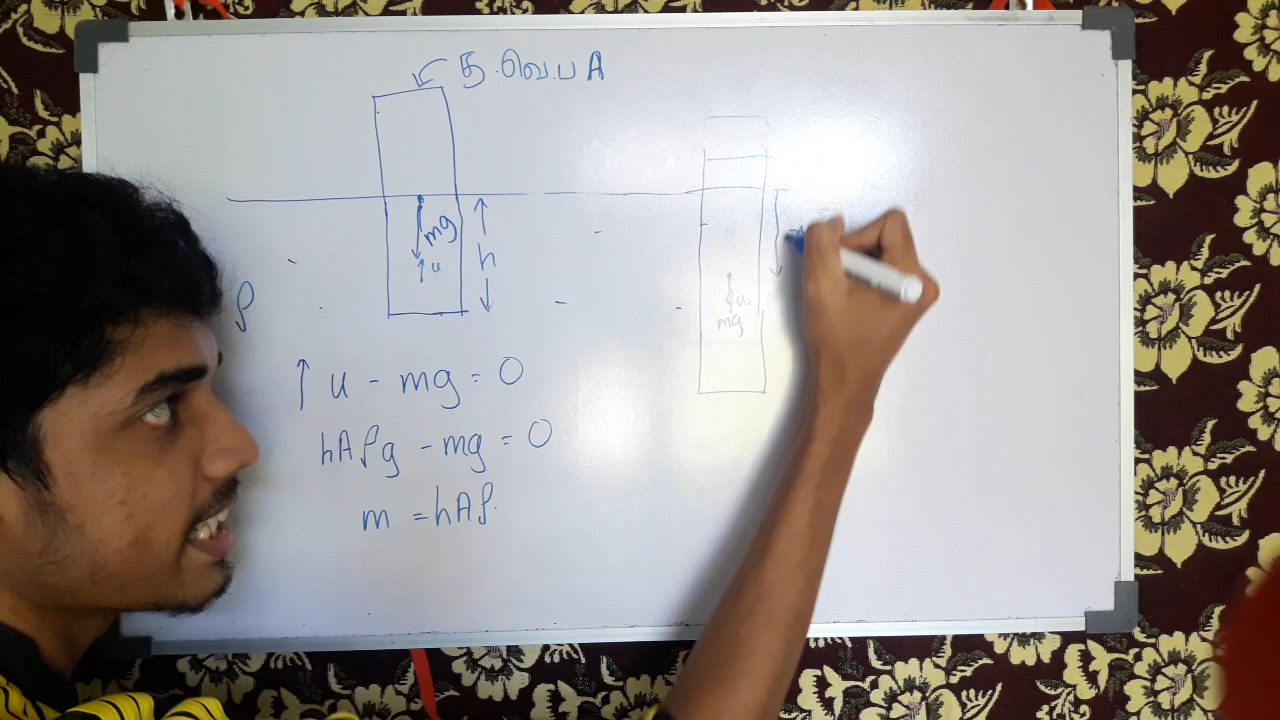 கு.வெ.ப A
mg
u
h
ρ
↑ u - mg = 0
hAρg - mg = 0
m = hAρ
u
mg